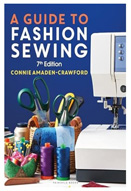 A GUIDE TO
FASHION
SEWING
7th Edition
CONNIE AMADEN-CRAWFORD